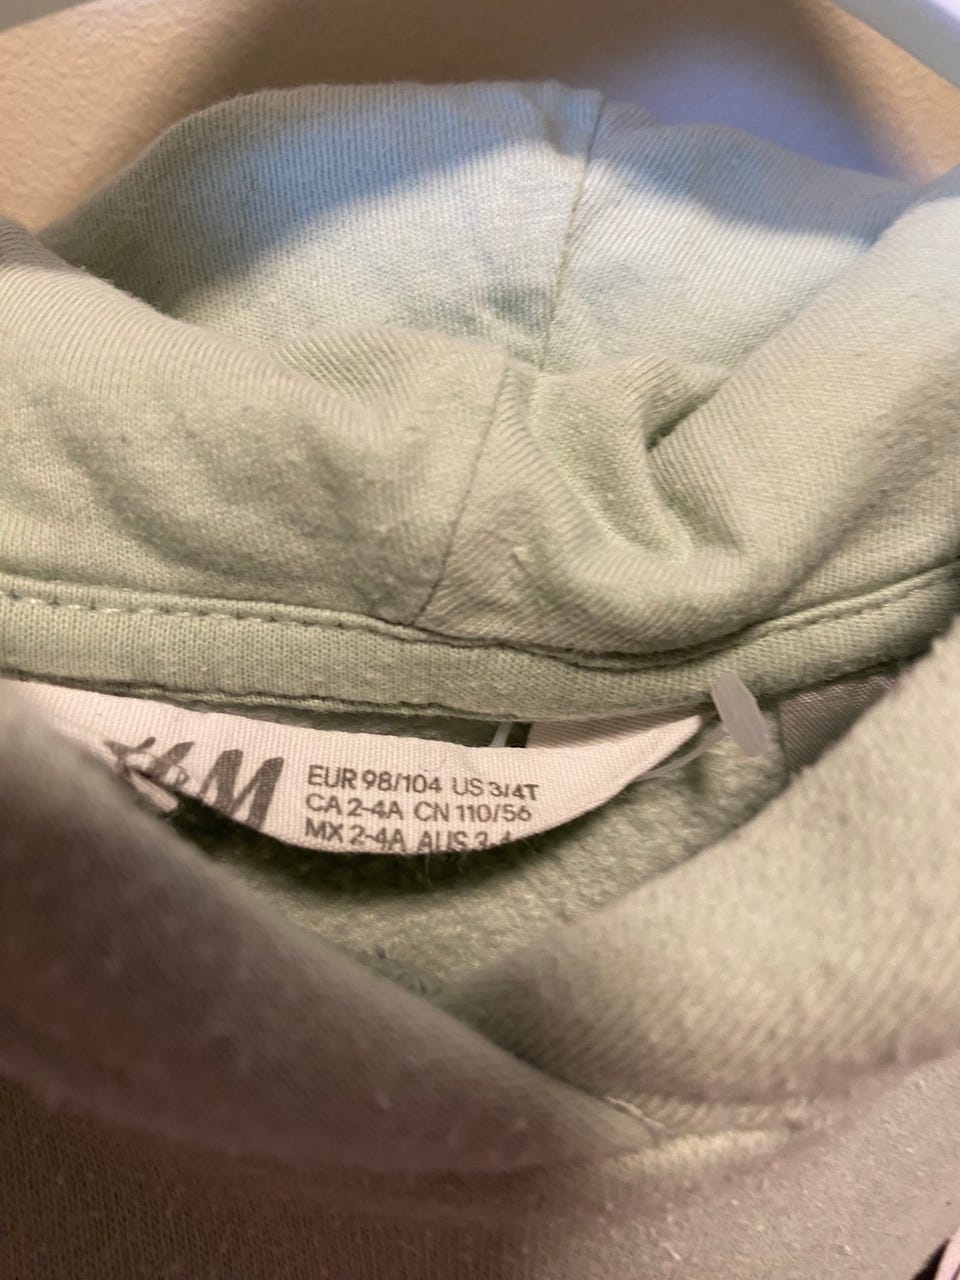 H&M
EUR 98/104 US 3/4T
CA 2-4A CN 110/56
MX 2-4A AUS 3-4